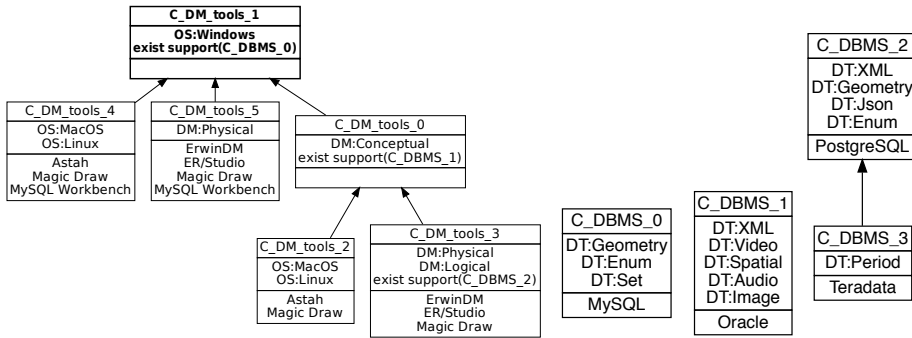 C_DM_tools_1
OS:Windows
exist support(C_DBMS_0)
C_DM_tools_4
OS:MacOS
OS:Linux
Astah
Magic Draw
MySQL Workbench
C_DM_tools_5
DM:Physical
ErwinDM
ER/Studio
Magic Draw
MySQL Workbench
C_DM_tools_0
DM:Conceptual
exist support(C_DBMS_1)
C_DM_tools_2
OS:MacOS
OS:Linux
Astah
Magic Draw
C_DM_tools_3
DM:Physical
DM:Logical
exist support(C_DBMS_2)
ErwinDM
ER/Studio
Magic Draw
C_DBMS_0
DT:Geometry
DT:Enum
DT:Set
MySQL
C_DBMS_1
DT:XML
DT:Video
DT:Spatial
DT:Audio
DT:Image
Oracle
C_DBMS_2
DT:XML
DT:Geometry
DT:Json
DT:Enum
PostgreSQL
C_DBMS_3
DT:Period
Teradata